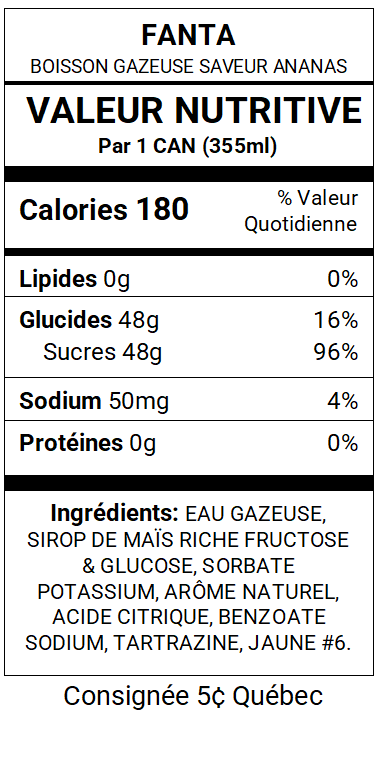 FANTA
BOISSON GAZEUSE SAVEUR ANANAS
VALEUR NUTRITIVE
Par 1 CAN (355ml)
Calories 180
% Valeur
Quotidienne
Lipides 0g 0%
Glucides 48g 16%
Sucres 48g 96%
Sodium 50mg 4%
Protéines 0g 0%
Ingrédients: EAU GAZEUSE,
SIROP DE MAÏS RICHE FRUCTOSE
& GLUCOSE, SORBATE
POTASSIUM, ARÔME NATUREL,
ACIDE CITRIQUE, BENZOATE
SODIUM, TARTRAZINE, JAUNE #6.
Consignée 5¢ Québec